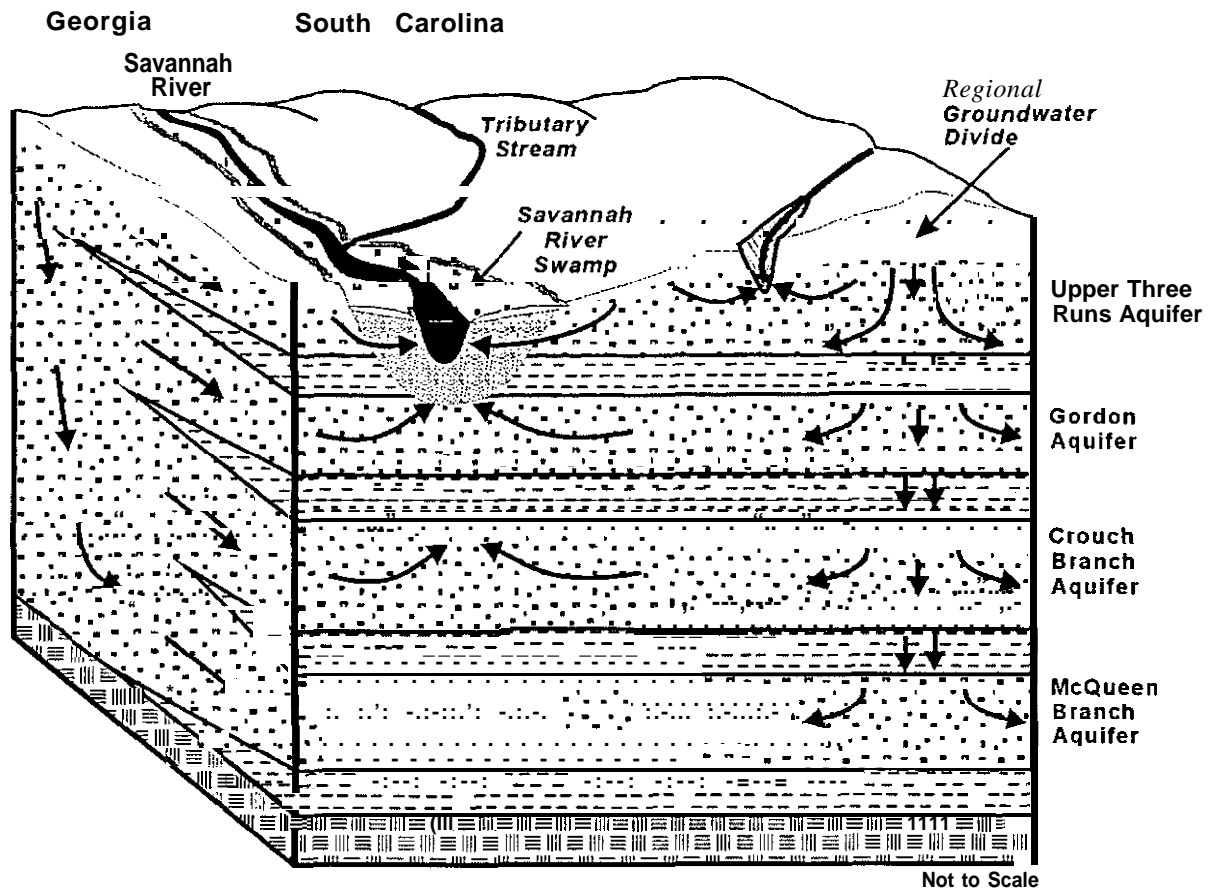 Georgia
South Carolina
Savannah
River
Tributary
Stream
Regional
Groundwater
Divide
Savannah
River
Swamp
Upper Three
Runs Aquifer
Gordon
Aquifer
Crouch
Branch
Aquifer
McQueen
Branch
Aquifer
Not to Scale